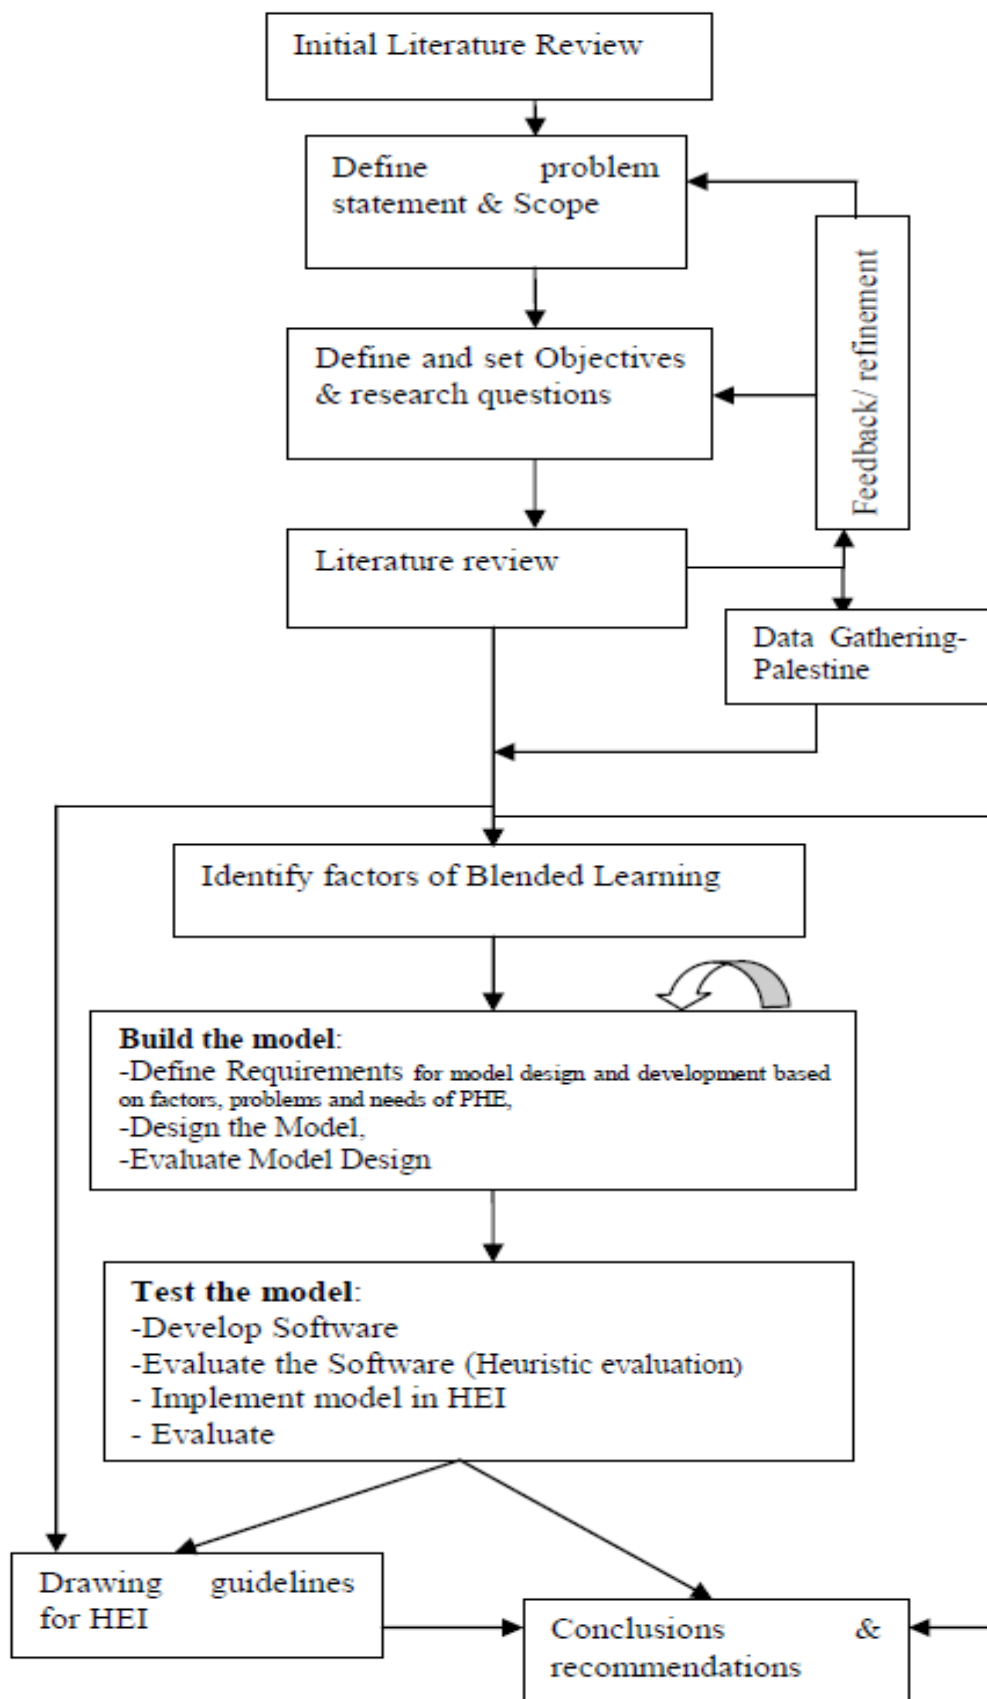 Initial Literature Review
Define problem
statement & Scope
Feedback/ refinement
Define and set Objectives
& research questions
Literature review
Data Gathering-
Palestine
Identify factors of Blended Learning
Build the model:
-Define Requirements for model design and development based
on factors, problems and needs of PHE,
-Design the Model,
-Evaluate Model Design
Test the model:
-Develop Software
-Evaluate the Software (Heuristic evaluation)
- Implement model in HEI
- Evaluate
Drawing guidelines
for HEI
Conclusions &
recommendations